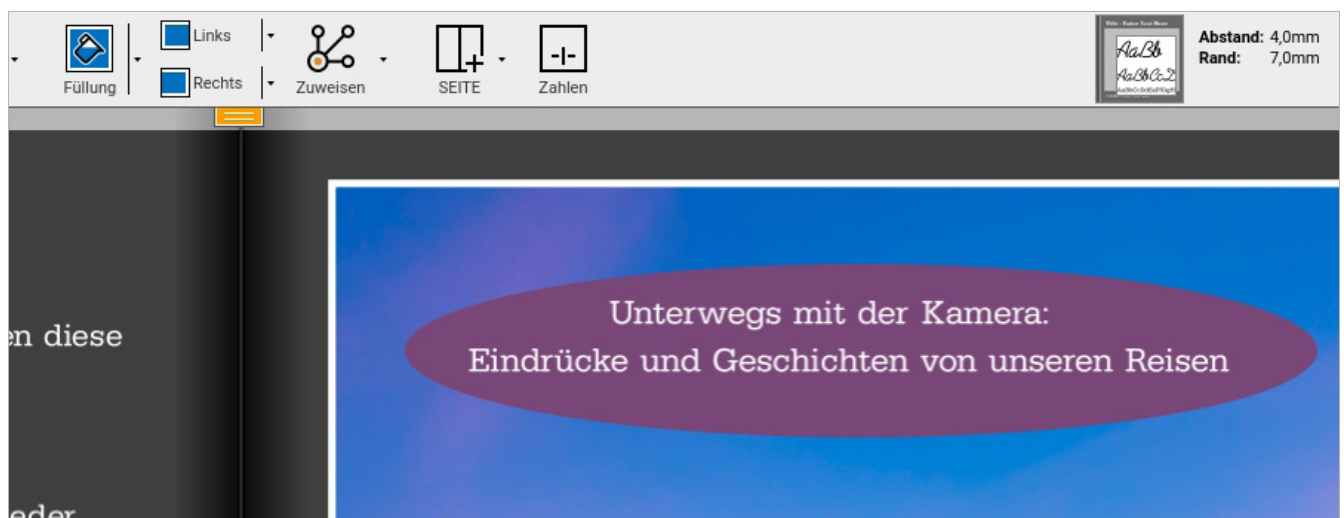 Links
Rechts
Füllung
Zuweisen
SEITE
Zahlen
AaBb
AaBbCcD
Abstand: 4,0mm
Rand: 7,0mm
en diese
eder
Unterwegs mit der Kamera:
Eindrücke und Geschichten von unseren Reisen